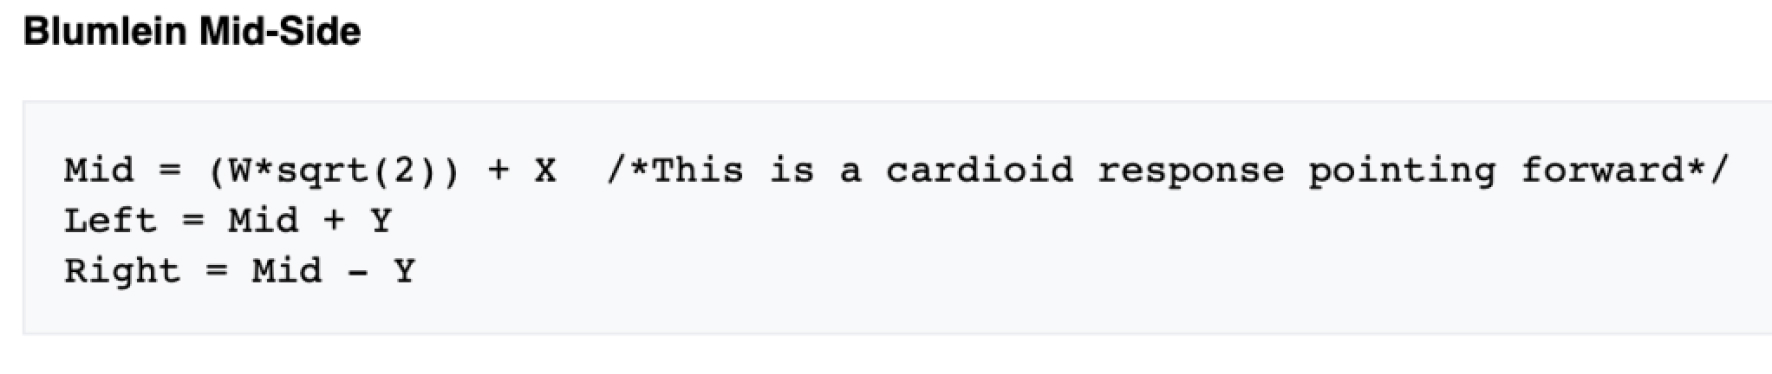 Blumlein Mid-Side
Mid = (W*sqrt(2)) + X  /*This is a cardioid response pointing forward*/
Left = Mid + Y
Right = Mid - Y